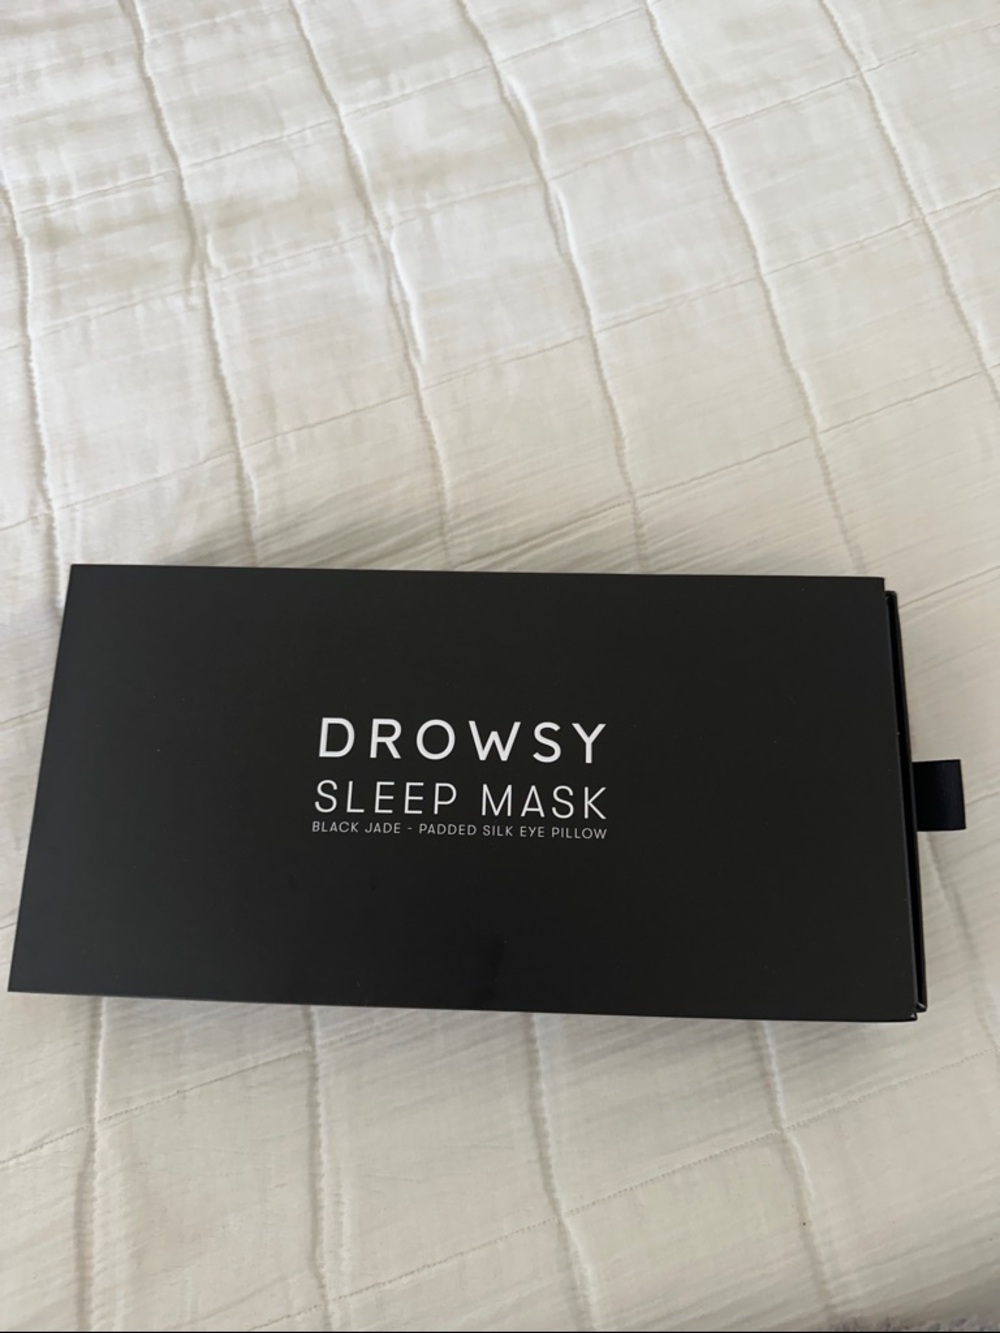 DROWSY
SLEEP MASK
BLACK JADE - PADDED SILK EYE PILLOW